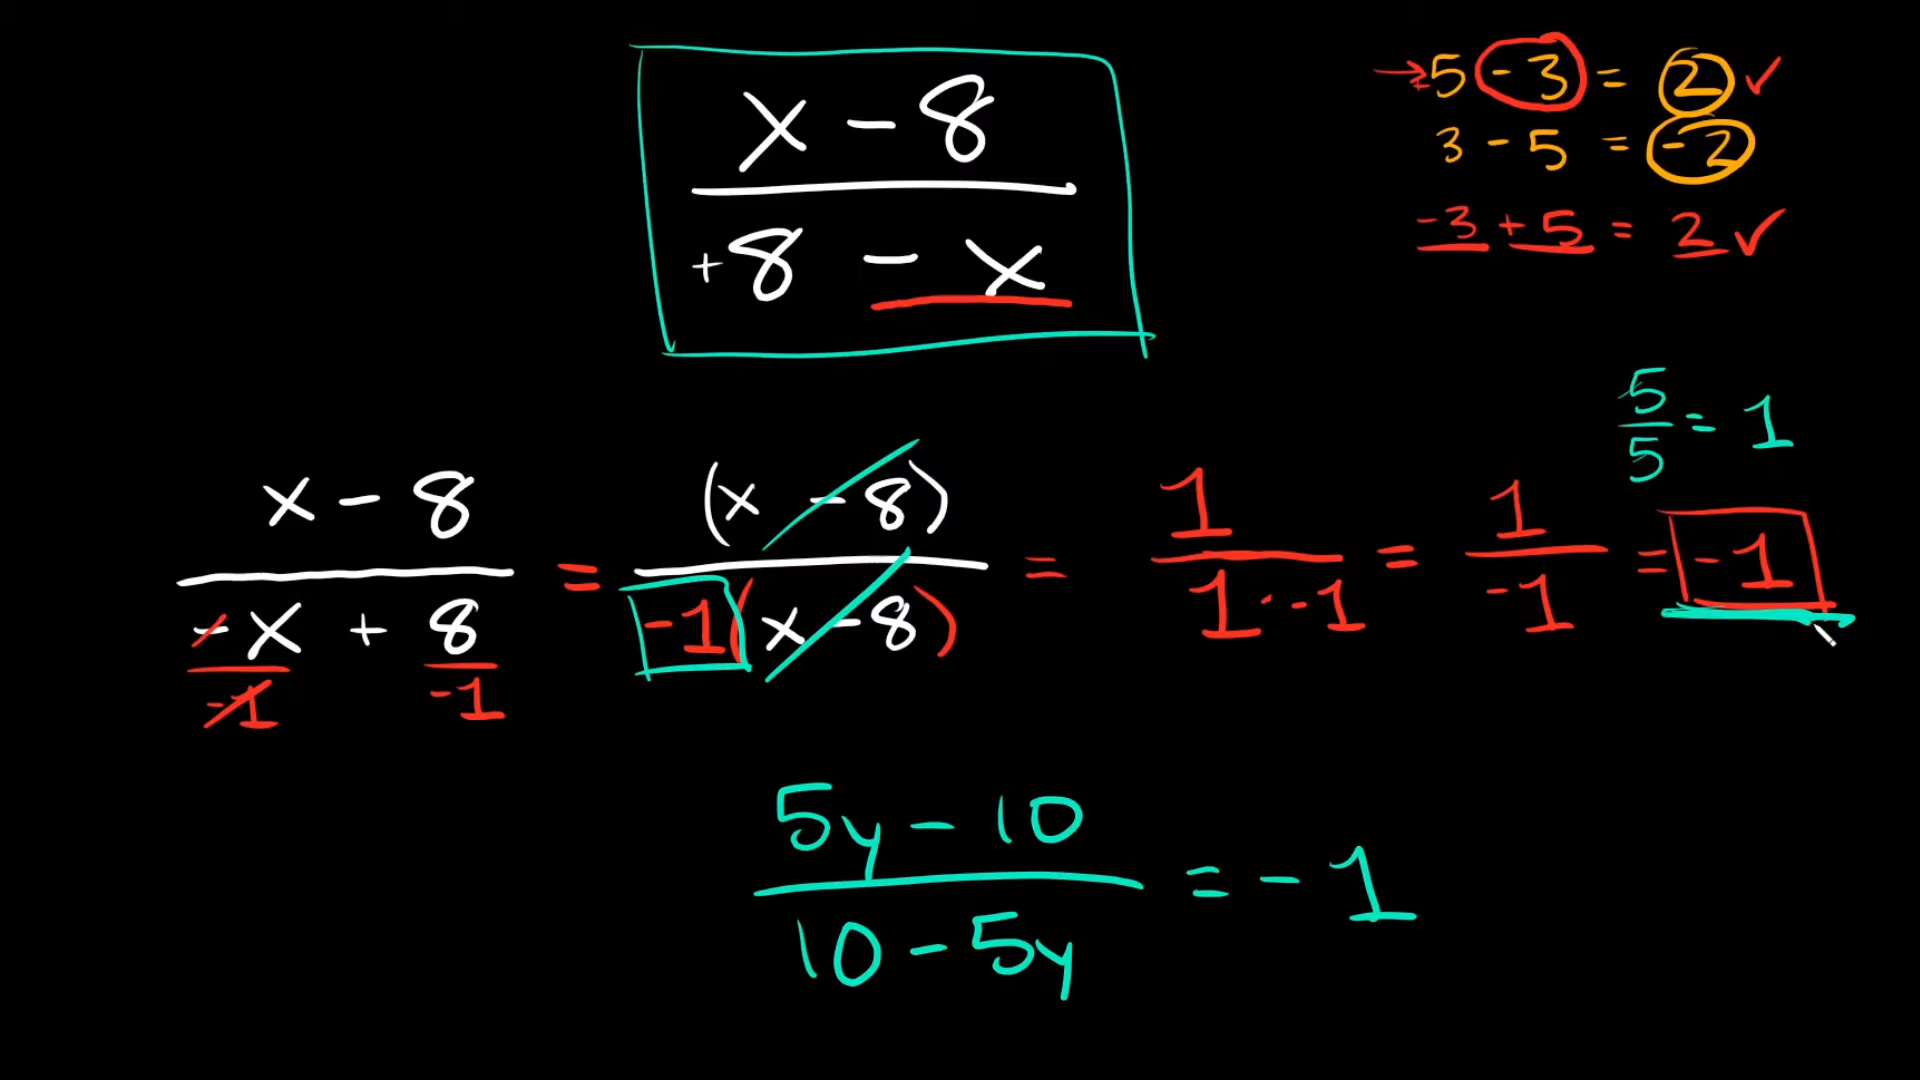 x - 8
+8 - x
+5 - 3 = 2 ✓
3 - 5 = -2
-3 + 5 = 2 ✓
5/5 = 1
x - 8 = (x - 8) = 1 = 1 = -1
-x + 8 -1(x - 8) 1 · -1 -1
-1 -1
5y - 10 = -1
10 - 5y